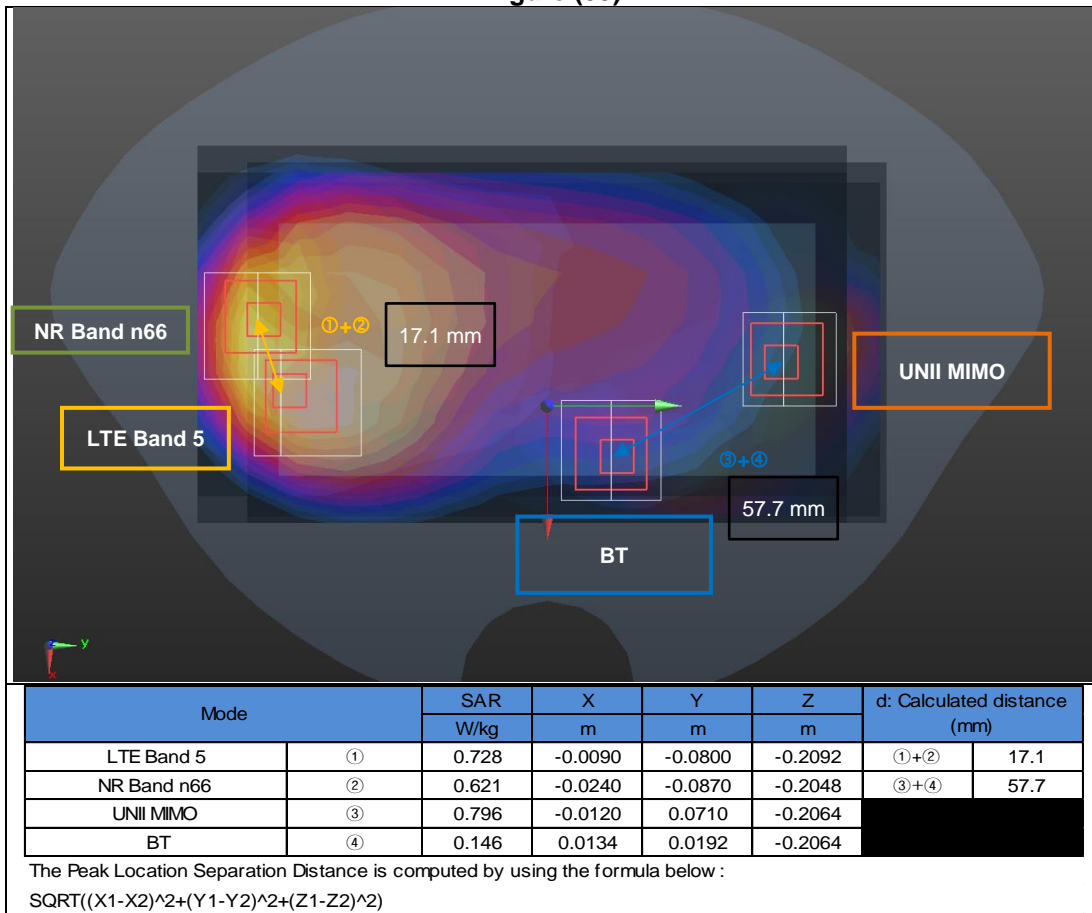 NR Band n66
①+②
17.1 mm
UNII MIMO
LTE Band 5
③+④
57.7 mm
BT
Y
X
Mode SAR X Y Z d: Calculated distance (mm)
W/kg m m m
LTE Band 5 ① 0.728 -0.0090 -0.0800 -0.2092 ①+② 17.1
NR Band n66 ② 0.621 -0.0240 -0.0870 -0.2048 ③+④ 57.7
UNII MIMO ③ 0.796 -0.0120 0.0710 -0.2064
BT ④ 0.146 0.0134 0.0192 -0.2064
The Peak Location Separation Distance is computed by using the formula below :
SQRT((X1-X2)^2+(Y1-Y2)^2+(Z1-Z2)^2)